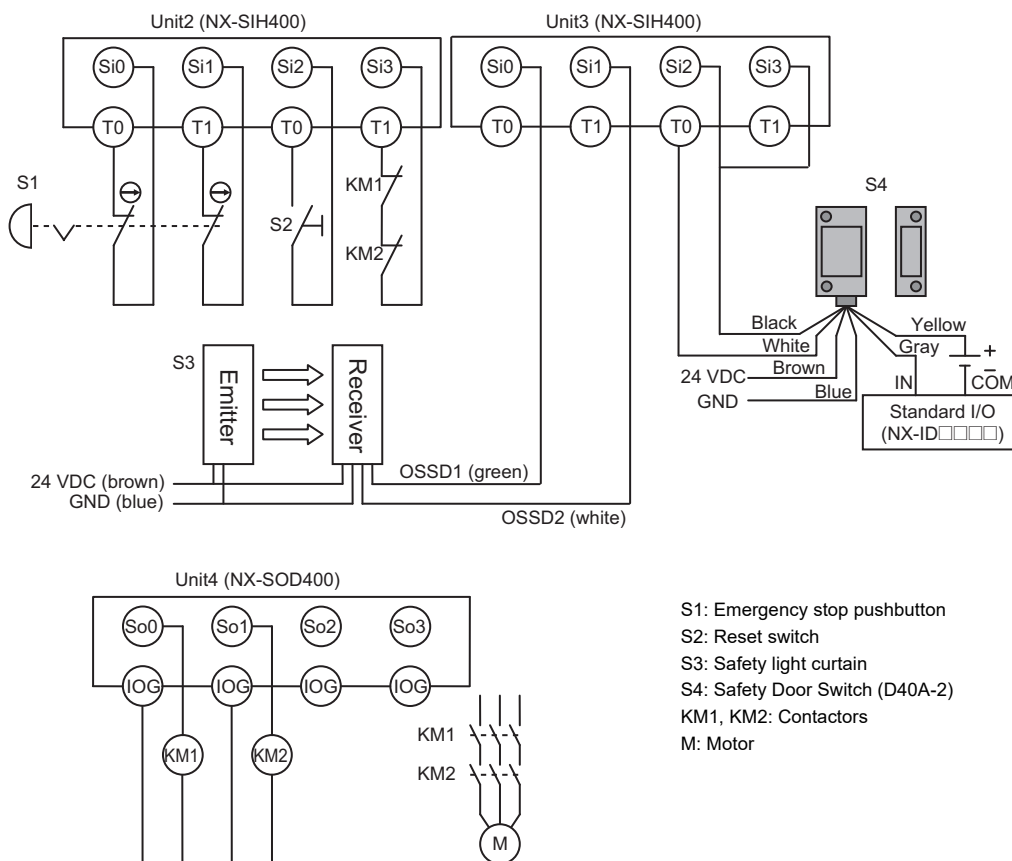 Unit2 (NX-SIH400)
Unit3 (NX-SIH400)
Si0 Si1 Si2 Si3
Si0 Si1 Si2 Si3
T0 T1 T0 T1
T0 T1 T0 T1
S1
KM1
S2
KM2
S4
Black
White
Brown
24 VDC
Blue
GND
Yellow
Gray
+
−
IN
COM
Standard I/O
(NX-ID□□□□)
S3
Emitter
Receiver
24 VDC (brown)
GND (blue)
OSSD1 (green)
OSSD2 (white)
Unit4 (NX-SOD400)
So0 So1 So2 So3
IOG IOG IOG IOG
KM1 KM2
KM1
KM2
M
S1: Emergency stop pushbutton
S2: Reset switch
S3: Safety light curtain
S4: Safety Door Switch (D40A-2)
KM1, KM2: Contactors
M: Motor